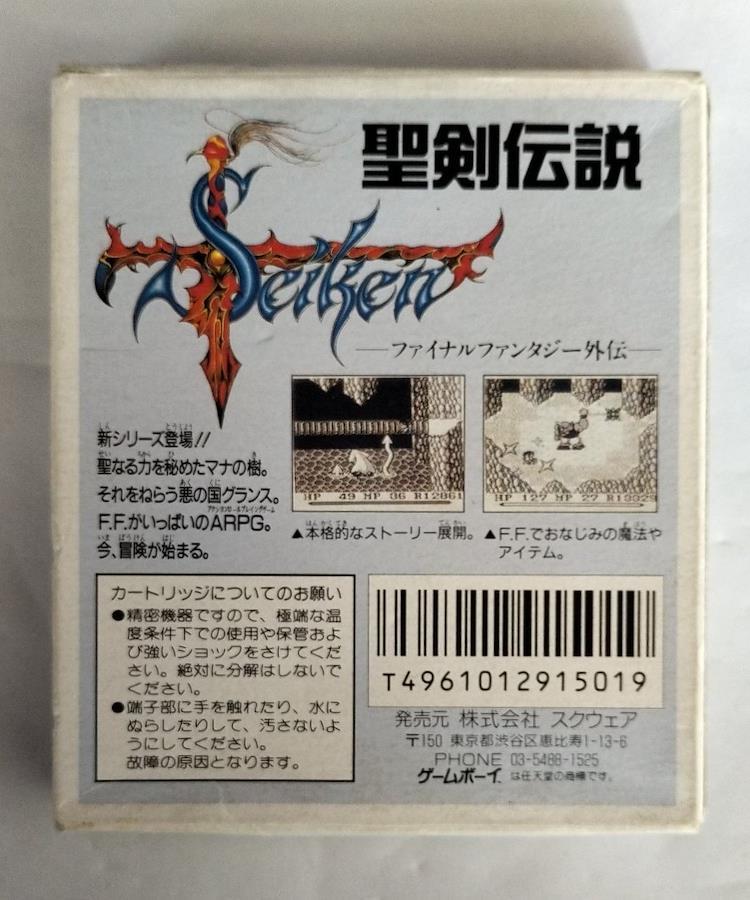 聖剣伝説
Seiken
ファイナルファンタジー外伝
新シリーズ登場!!
聖なる力を秘めたマナの樹。
それをねらう悪の国グランス。
F.F.がいっぱいのARPG。
今、冒険が始まる。
HP 49 MP 36 R12861
▲本格的なストーリー展開。
HP 127 MP 27 R19929
▲F.F.でおなじみの魔法や
アイテム。
カートリッジについてのお願い
●精密機器ですので、極端な温
度条件下での使用や保管およ
び強いショックをさけてくだ
さい。絶対に分解はしないで
ください。
●端子部に手を触れたり、水に
ぬらしたりして、汚さないよ
うにしてください。
故障の原因となります。
T4961012915019
発売元 株式会社 スクウェア
〒150 東京都渋谷区恵比寿1-13-6
PHONE 03-5488-1525
ゲームボーイ は任天堂の商標です。